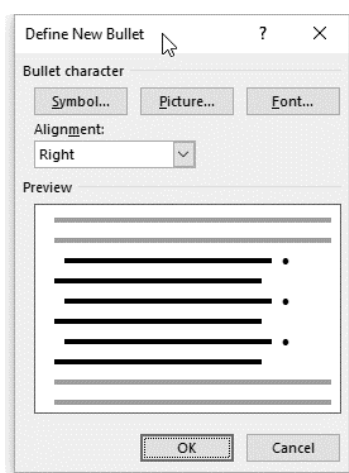 Define New Bullet ?
Bullet character
Symbol... Picture... Font...
Alignment:
Right
Preview
OK Cancel